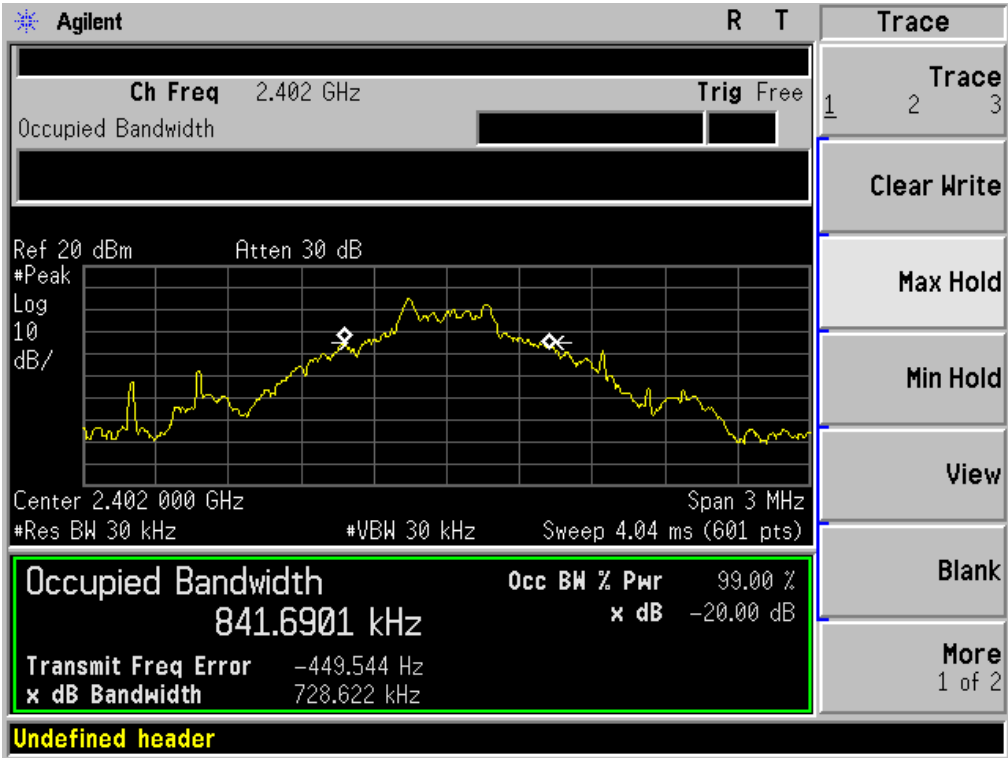 Agilent R T
Ch Freq 2.402 GHz Trig Free
Occupied Bandwidth
Ref 20 dBm Atten 30 dB
#Peak
Log
10
dB/
Center 2.402 000 GHz Span 3 MHz
#Res BW 30 kHz #VBW 30 kHz Sweep 4.04 ms (601 pts)
Occupied Bandwidth
841.6901 kHz
Occ BW % Pwr 99.00 %
x dB -20.00 dB
Transmit Freq Error -449.544 Hz
x dB Bandwidth 728.622 kHz
Undefined header
Trace
Trace
1 2 3
Clear Write
Max Hold
Min Hold
View
Blank
More
1 of 2